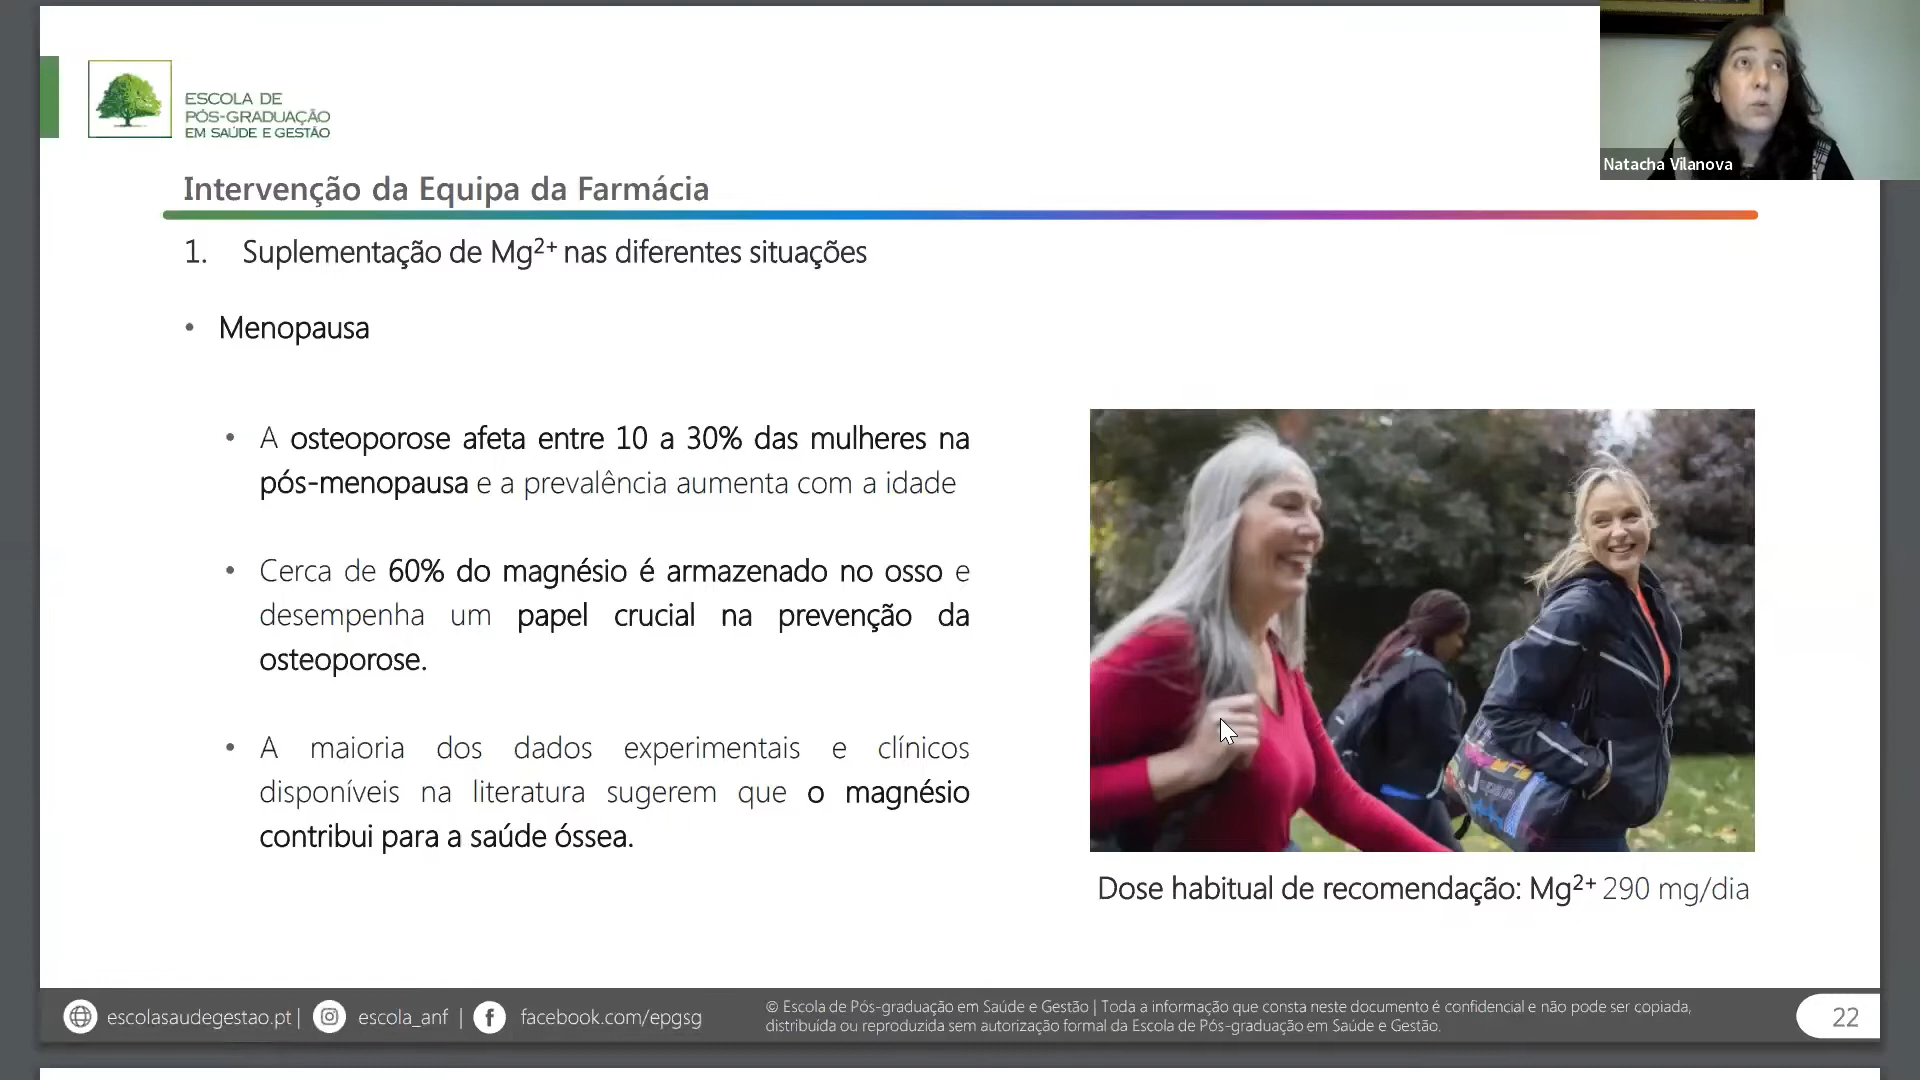 ESCOLA DE
PÓS-GRADUAÇÃO
EM SAÚDE E GESTÃO
Natacha Vilanova
Intervenção da Equipa da Farmácia
1. Suplementação de Mg²⁺ nas diferentes situações
• Menopausa
• A osteoporose afeta entre 10 a 30% das mulheres na
pós-menopausa e a prevalência aumenta com a idade
• Cerca de 60% do magnésio é armazenado no osso e
desempenha um papel crucial na prevenção da
osteoporose.
• A maioria dos dados experimentais e clínicos
disponíveis na literatura sugerem que o magnésio
contribui para a saúde óssea.
Dose habitual de recomendação: Mg²⁺ 290 mg/dia
escolasaudegestao.pt | escola_anf | facebook.com/epgsg
© Escola de Pós-graduação em Saúde e Gestão | Toda a informação que consta neste documento é confidencial e não pode ser copiada,
distribuída ou reproduzida sem autorização formal da Escola de Pós-graduação em Saúde e Gestão.
22